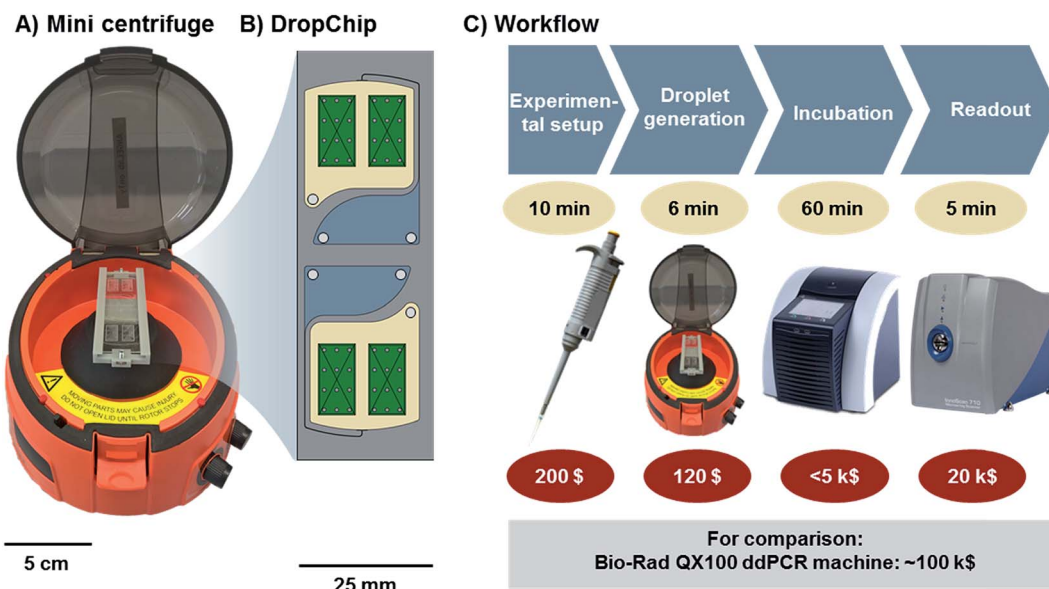 A) Mini centrifuge
B) DropChip
C) Workflow
Experimen-
tal setup
Droplet
generation
Incubation
Readout
10 min
6 min
60 min
5 min
MOVING PARTS MAY CAUSE INJURY
DO NOT OPEN LID UNTIL ROTOR STOPS
200 $
120 $
<5 k$
20 k$
5 cm
25 mm
For comparison:
Bio-Rad QX100 ddPCR machine: ~100 k$